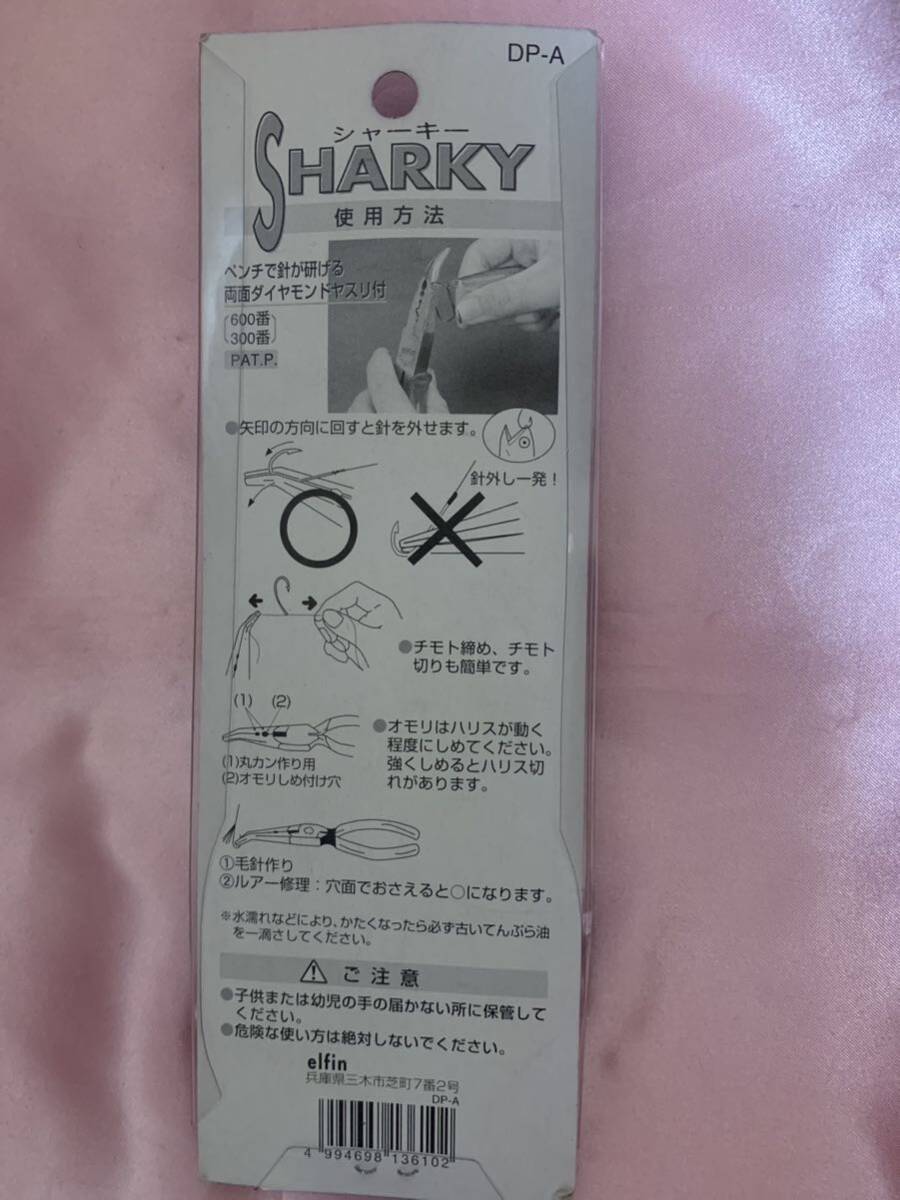 DP-A
シャーキー
SHARKY
使用方法
ペンチで針が研げる
両面ダイヤモンドヤスリ付
600番
300番
PAT.P.
●矢印の方向に回すと針を外せます。
針外し一発！
●チモト締め、チモト
切りも簡単です。
(1) (2)
(1)丸カン作り用
(2)オモリしめ付け穴
●オモリはハリスが動く
程度にしめてください。
強くしめるとハリス切
れがあります。
①毛針作り
②ルアー修理：穴面でおさえると○になります。
※水濡れなどにより、かたくなったら必ず古いてんぷら油
を一滴さしてください。
⚠ ご注意
●子供または幼児の手の届かない所に保管して
ください。
●危険な使い方は絶対しないでください。
elfin
兵庫県三木市芝町7番2号
DP-A
4 994698 136102